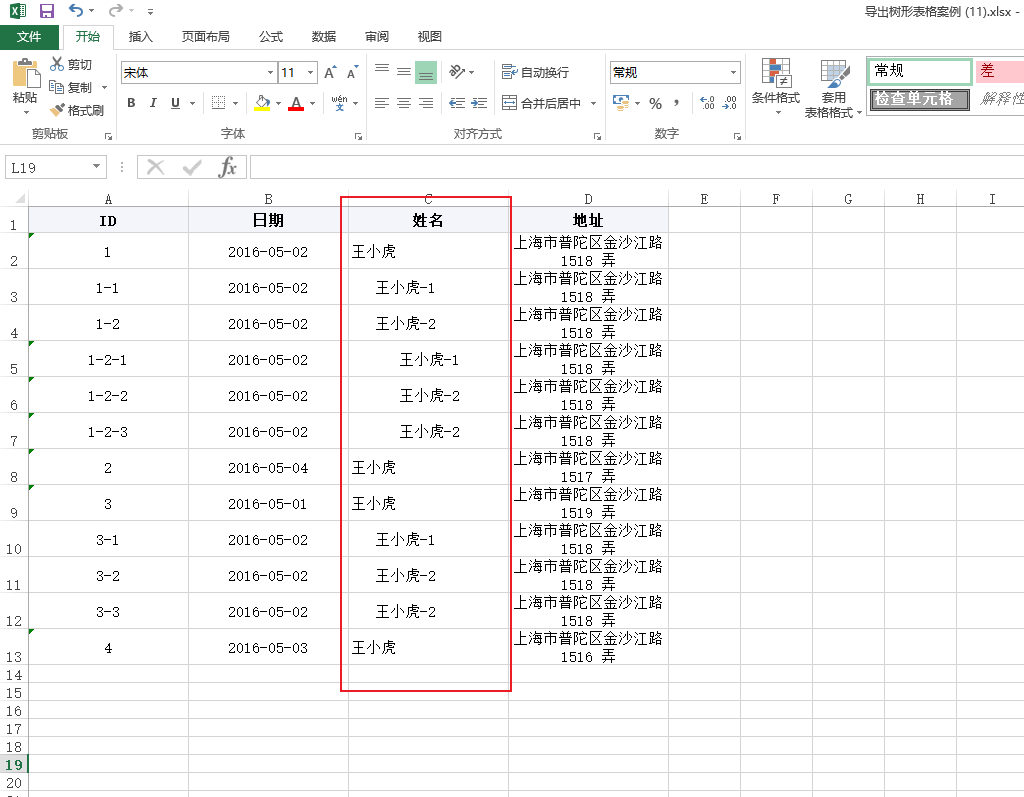 导出树形表格案例 (11).xlsx -
文件 开始 插入 页面布局 公式 数据 审阅 视图
粘贴
剪切
复制
格式刷
剪贴板
宋体 11
B I U A wén 文
字体
自动换行
合并后居中
对齐方式
常规
% ,
数字
条件格式
套用
表格格式
常规 差
检查单元格 解释性
L19 fx
A B C D E F G H I
1 ID 日期 姓名 地址
2 1 2016-05-02 王小虎 上海市普陀区金沙江路
1518 弄
3 1-1 2016-05-02 王小虎-1 上海市普陀区金沙江路
1518 弄
4 1-2 2016-05-02 王小虎-2 上海市普陀区金沙江路
1518 弄
5 1-2-1 2016-05-02 王小虎-1 上海市普陀区金沙江路
1518 弄
6 1-2-2 2016-05-02 王小虎-2 上海市普陀区金沙江路
1518 弄
7 1-2-3 2016-05-02 王小虎-2 上海市普陀区金沙江路
1518 弄
8 2 2016-05-04 王小虎 上海市普陀区金沙江路
1517 弄
9 3 2016-05-01 王小虎 上海市普陀区金沙江路
1519 弄
10 3-1 2016-05-02 王小虎-1 上海市普陀区金沙江路
1518 弄
11 3-2 2016-05-02 王小虎-2 上海市普陀区金沙江路
1518 弄
12 3-3 2016-05-02 王小虎-2 上海市普陀区金沙江路
1518 弄
13 4 2016-05-03 王小虎 上海市普陀区金沙江路
1516 弄
14
15
16
17
18
19
20